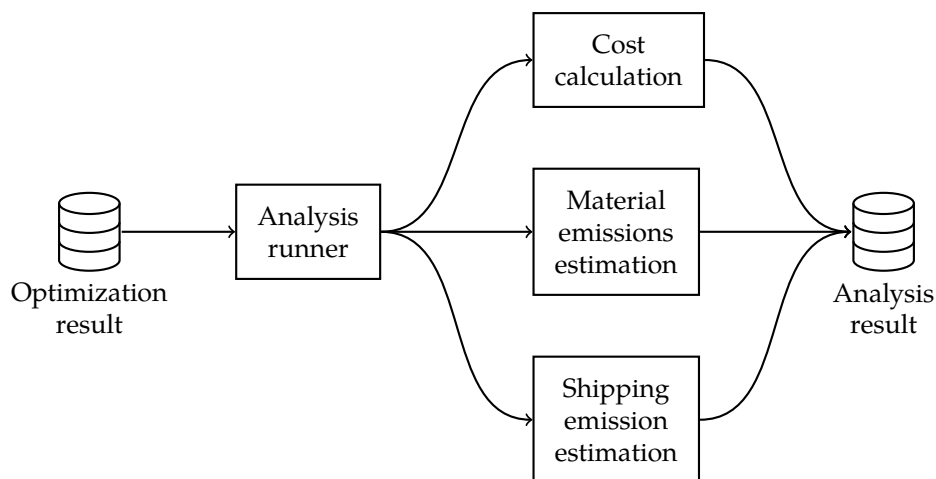 Optimization
result
Analysis
runner
Cost
calculation
Material
emissions
estimation
Shipping
emission
estimation
Analysis
result